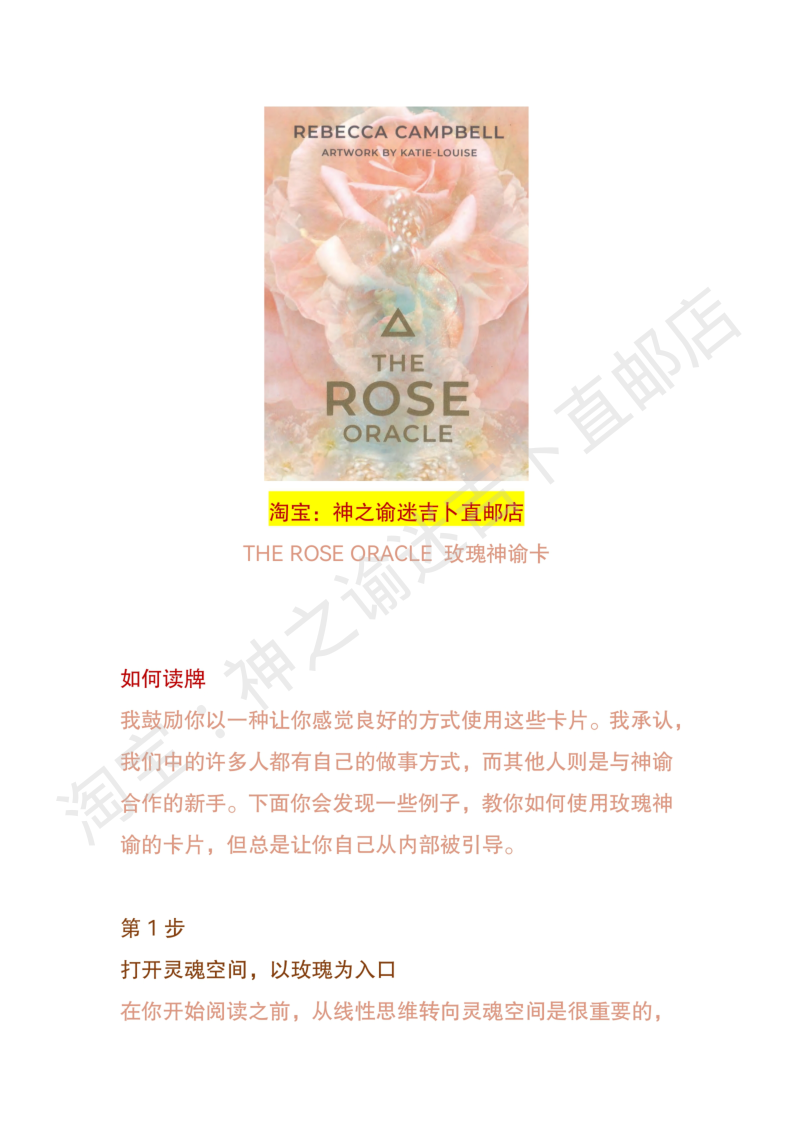 REBECCA CAMPBELL
ARTWORK BY KATIE-LOUISE
THE
ROSE
ORACLE
淘宝：神之谕迷吉卜直邮店
THE ROSE ORACLE 玫瑰神谕卡
如何读牌
我鼓励你以一种让你感觉良好的方式使用这些卡片。我承认，
我们中的许多人都有自己的做事方式，而其他人则是与神谕
合作的新手。下面你会发现一些例子，教你如何使用玫瑰神
谕的卡片，但总是让你自己从内部被引导。
第 1 步
打开灵魂空间，以玫瑰为入口
在你开始阅读之前，从线性思维转向灵魂空间是很重要的，
淘宝：神之谕迷吉卜直邮店